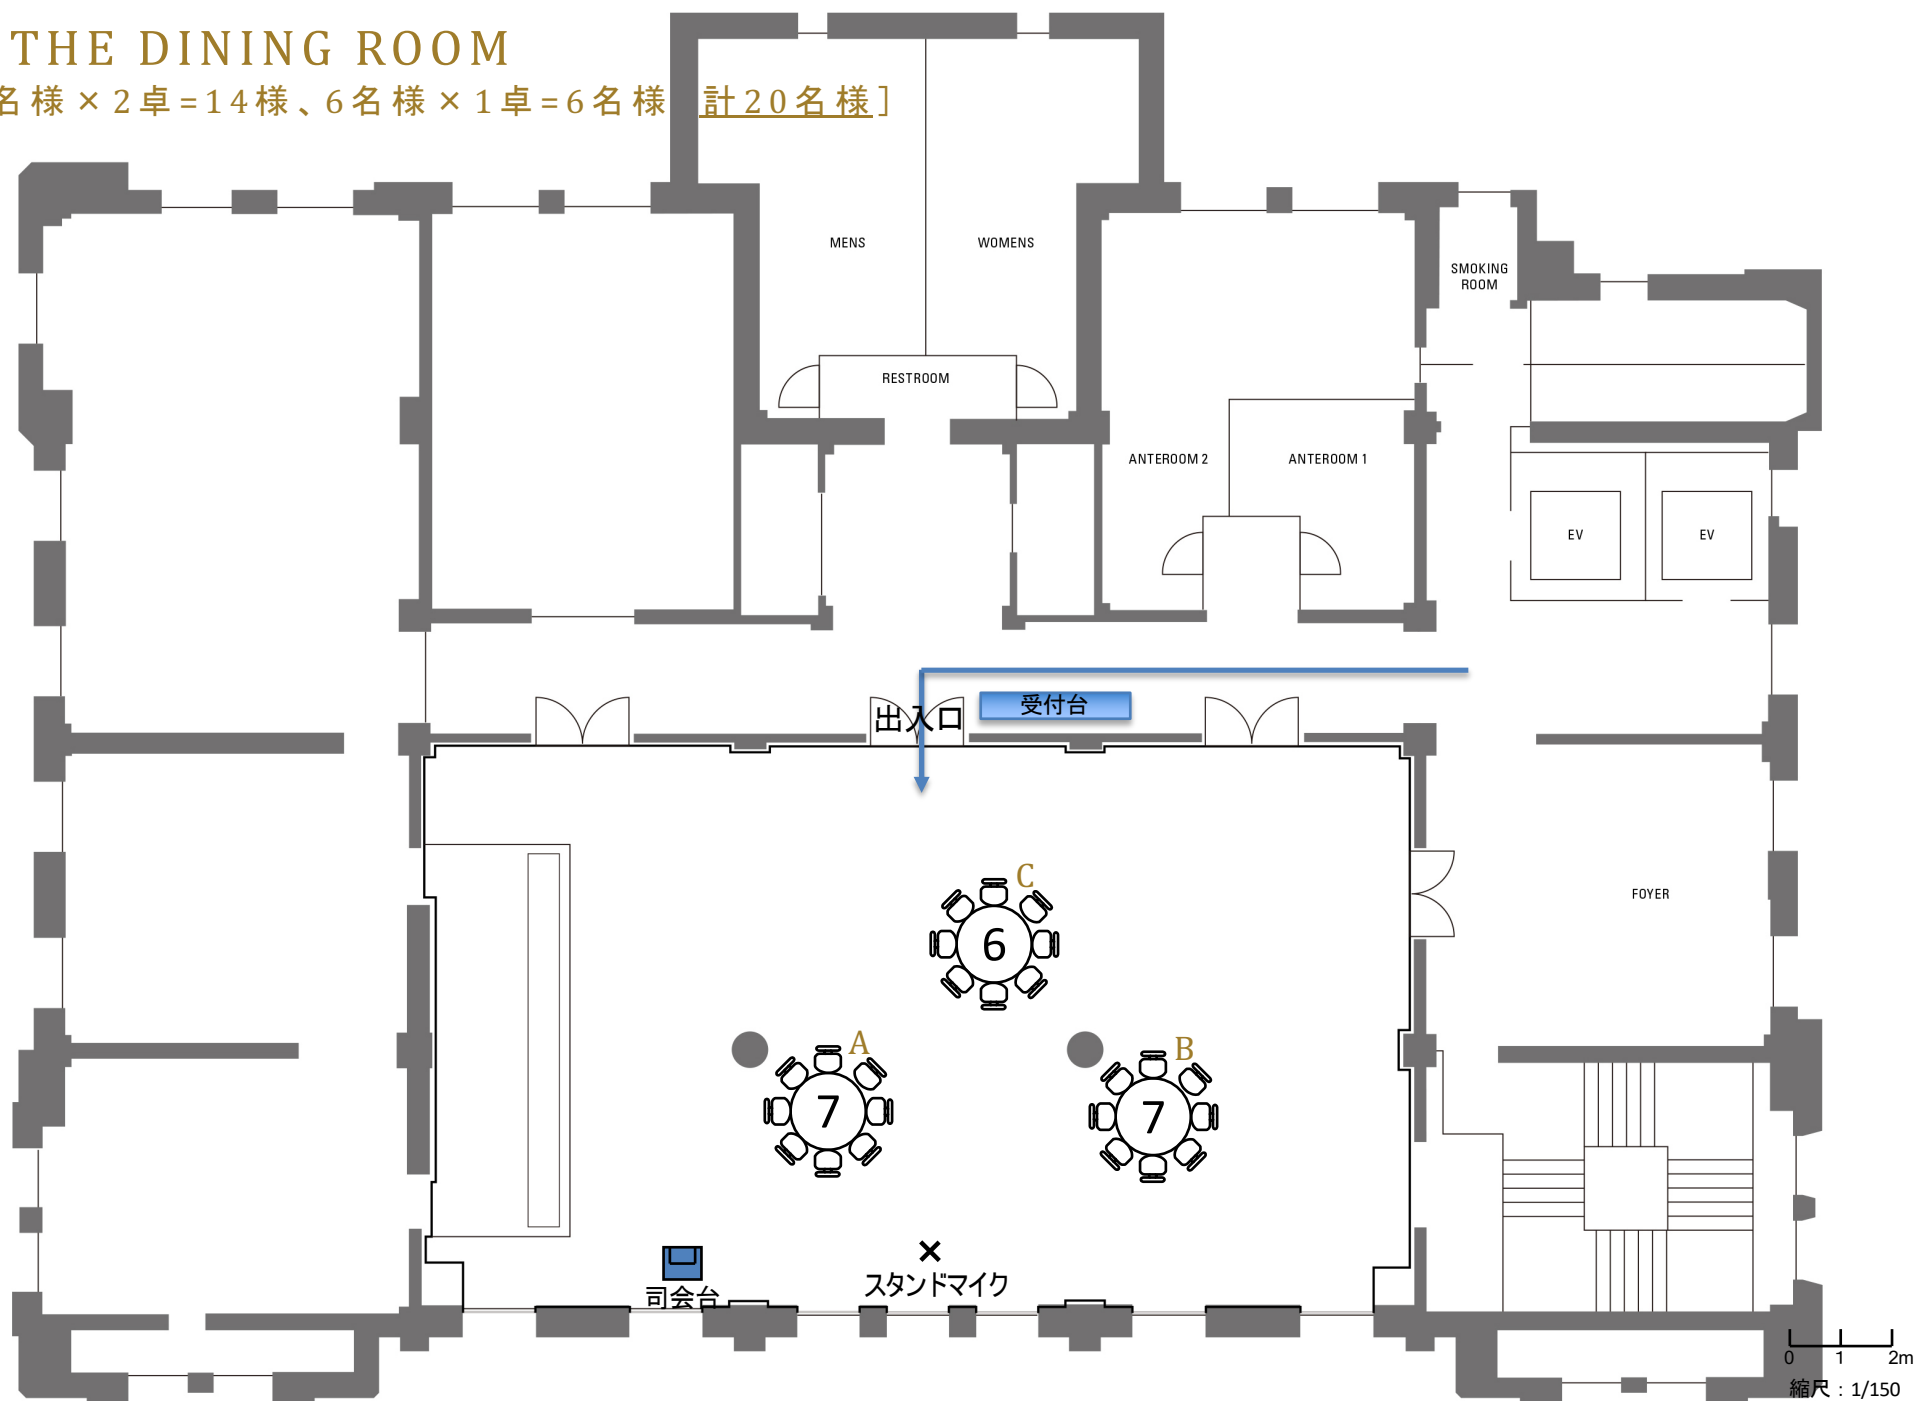 THE DINING ROOM
名様×2卓=14様、6名様×1卓=6名様 計20名様]
MENS
WOMENS
SMOKING
ROOM
RESTROOM
ANTEROOM 2
ANTEROOM 1
EV
EV
受付台
出入口
C
6
FOYER
A
7
B
7
×
スタンドマイク
司会台
0 1 2m
縮尺：1/150